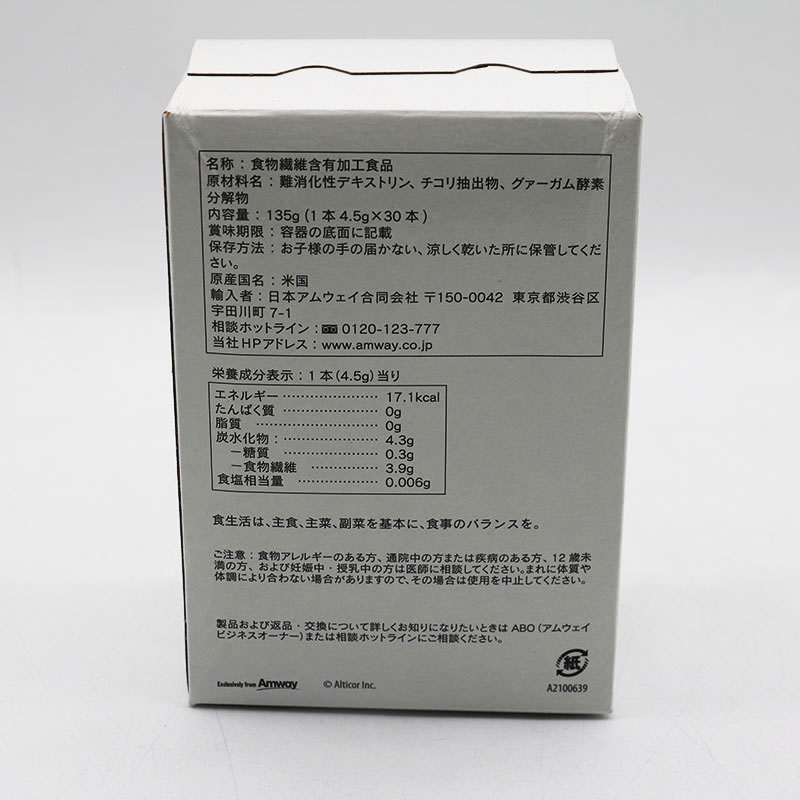 名称：食物繊維含有加工食品
原材料名：難消化性デキストリン、チコリ抽出物、グァーガム酵素
分解物
内容量：135g（1本4.5g×30本）
賞味期限：容器の底面に記載
保存方法：お子様の手の届かない、涼しく乾いた所に保管してくだ
さい。
原産国名：米国
輸入者：日本アムウェイ合同会社 〒150-0042 東京都渋谷区
宇田川町7-1
相談ホットライン：0120-123-777
当社HPアドレス：www.amway.co.jp
栄養成分表示：1本（4.5g）当り
エネルギー………………17.1kcal
たんぱく質………………0g
脂質………………0g
炭水化物：………………4.3g
－糖質………………0.3g
－食物繊維………………3.9g
食塩相当量………………0.006g
食生活は、主食、主菜、副菜を基本に、食事のバランスを。
ご注意：食物アレルギーのある方、通院中の方または疾病のある方、12歳未
満の方、および妊娠中・授乳中の方は医師に相談してください。まれに体質や
体調により合わない場合がありますので、その場合は使用を中止してください。
製品および返品・交換について詳しくお知りになりたいときはABO（アムウェイ
ビジネスオーナー）または相談ホットラインにご相談ください。
紙
Exclusively from Amway © Alticor Inc. A2100639